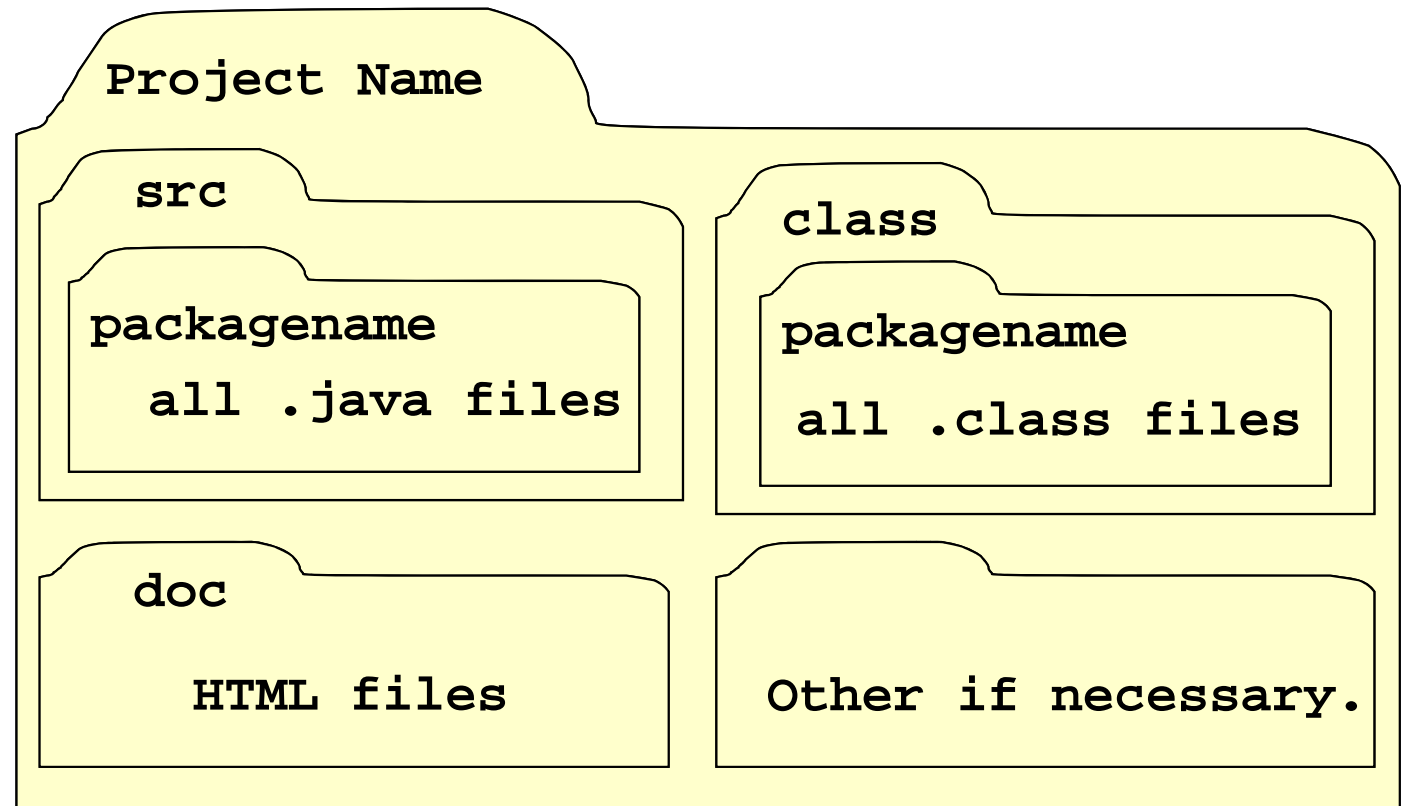 Project Name
src
packagename
all .java files
class
packagename
all .class files
doc
HTML files
Other if necessary.